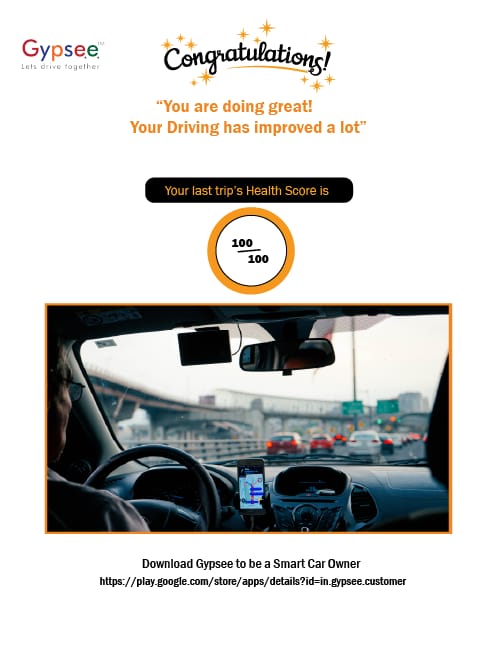 Gypsee™
Lets drive together
Congratulations!
“You are doing great!
Your Driving has improved a lot”
Your last trip's Health Score is
100
100
Download Gypsee to be a Smart Car Owner
https://play.google.com/store/apps/details?id=in.gypsee.customer